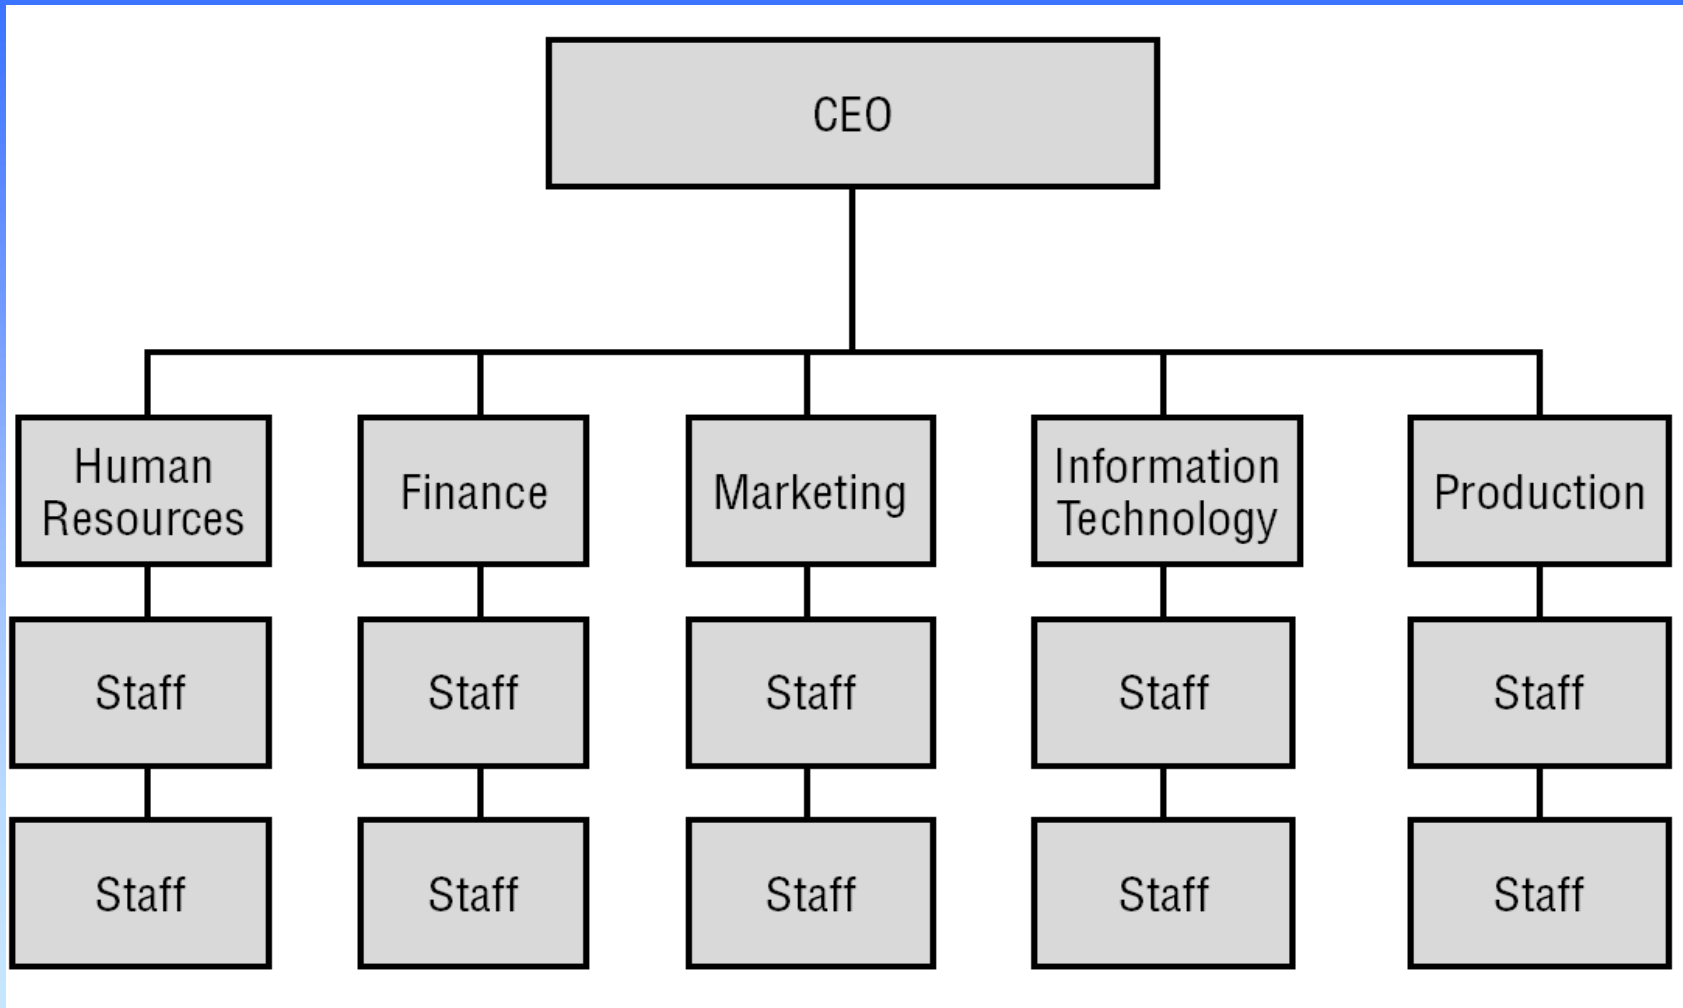 CEO
Human
Resources
Finance
Marketing
Information
Technology
Production
Staff
Staff
Staff
Staff
Staff
Staff
Staff
Staff
Staff
Staff